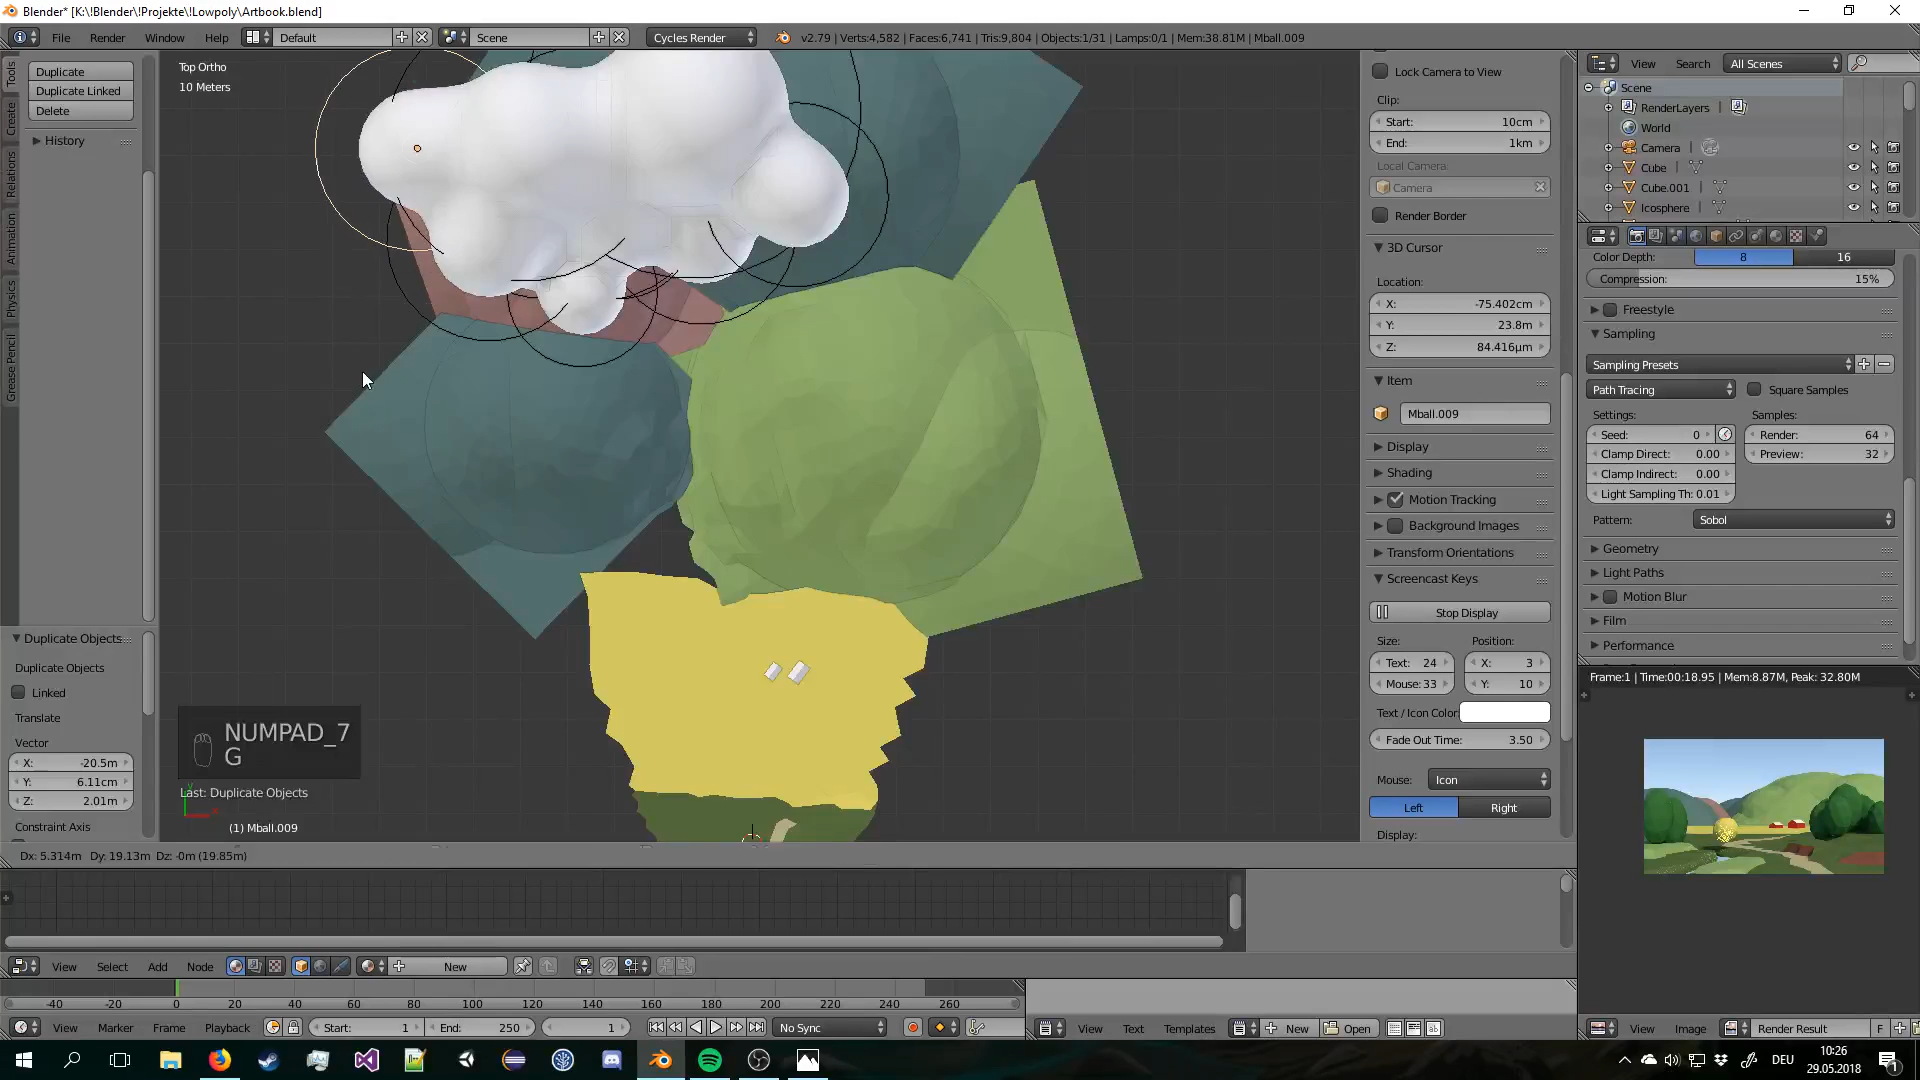 Blender* [K:\!Blender\!Projekte\!Lowpoly\Artbook.blend]
File Render Window Help Default Scene Cycles Render v2.79 | Verts:4,582 | Faces:6,741 | Tris:9,804 | Objects:1/31 | Lamps:0/1 | Mem:38.81M | Mball.009
Tools
Create
Relations
Animation
Physics
Grease Pencil
Duplicate
Duplicate Linked
Delete
History
Duplicate Objects
Duplicate Objects
Linked
Translate
Vector
X: -20.5m
Y: 6.11cm
Z: 2.01m
Constraint Axis
Top Ortho
10 Meters
NUMPAD_7
G
Last: Duplicate Objects
(1) Mball.009
Dx: 5.314m Dy: 19.13m Dz: -0m (19.85m)
Lock Camera to View
Clip:
Start: 10cm
End: 1km
Local Camera:
Camera
Render Border
3D Cursor
Location:
X: -75.402cm
Y: 23.8m
Z: 84.416µm
Item
Mball.009
Display
Shading
Motion Tracking
Background Images
Transform Orientations
Screencast Keys
Stop Display
Size: Position:
Text: 24 X: 3
Mouse: 33 Y: 10
Text / Icon Color
Fade Out Time: 3.50
Mouse: Icon
Left Right
Display:
View Search All Scenes
Scene
RenderLayers
World
Camera
Cube
Cube.001
Icosphere
Color Depth: 8 16
Compression: 15%
Freestyle
Sampling
Sampling Presets
Path Tracing Square Samples
Settings: Samples:
Seed: 0 Render: 64
Clamp Direct: 0.00 Preview: 32
Clamp Indirect: 0.00
Light Sampling Th: 0.01
Pattern: Sobol
Geometry
Light Paths
Motion Blur
Film
Performance
Frame:1 | Time:00:18.95 | Mem:8.87M, Peak: 32.80M
View Select Add Node New
-40 -20 0 20 40 60 80 100 120 140 160 180 200 220 240 260
View Marker Frame Playback Start: 1 End: 250 1 No Sync
View Text Templates New Open
View Image Render Result F
DEU
10:26
29.05.2018
1